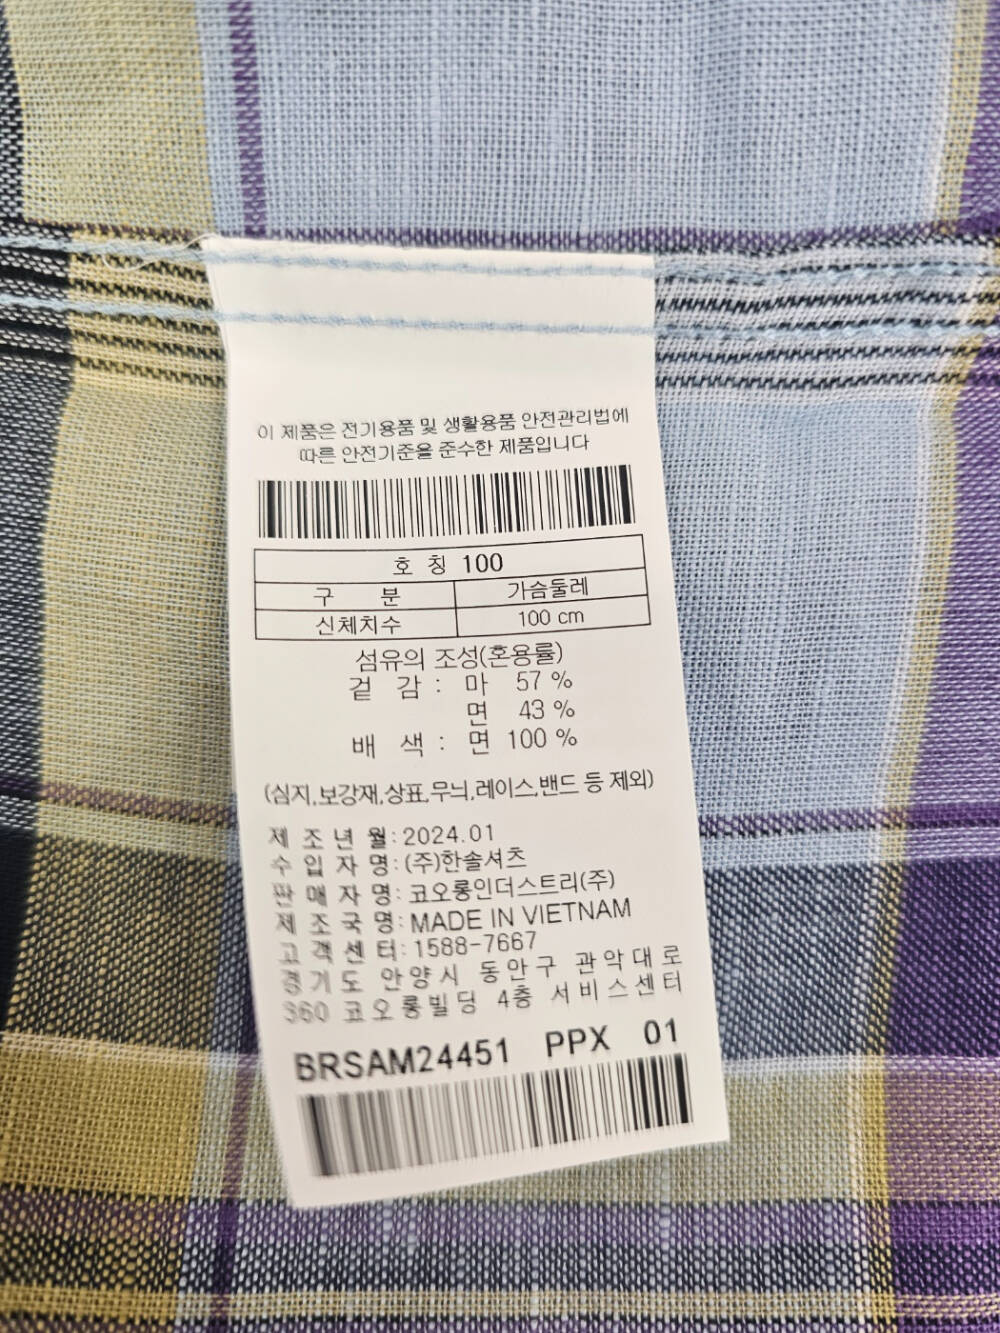 이 제품은 전기용품 및 생활용품 안전관리법에
따른 안전기준을 준수한 제품입니다
호 칭 100
구 분 가슴둘레
신체치수 100 cm
섬유의 조성(혼용률)
겉 감 : 마 57 %
면 43 %
배 색 : 면 100 %
(심지,보강재,상표,무늬,레이스,밴드 등 제외)
제 조 년 월 : 2024.01
수 입 자 명 : (주)한솔셔츠
판 매 자 명 : 코오롱인더스트리(주)
제 조 국 명 : MADE IN VIETNAM
고 객 센 터 : 1588-7667
경기도 안양시 동안구 관악대로
360 코오롱빌딩 4층 서비스센터
BRSAM24451 PPX 01